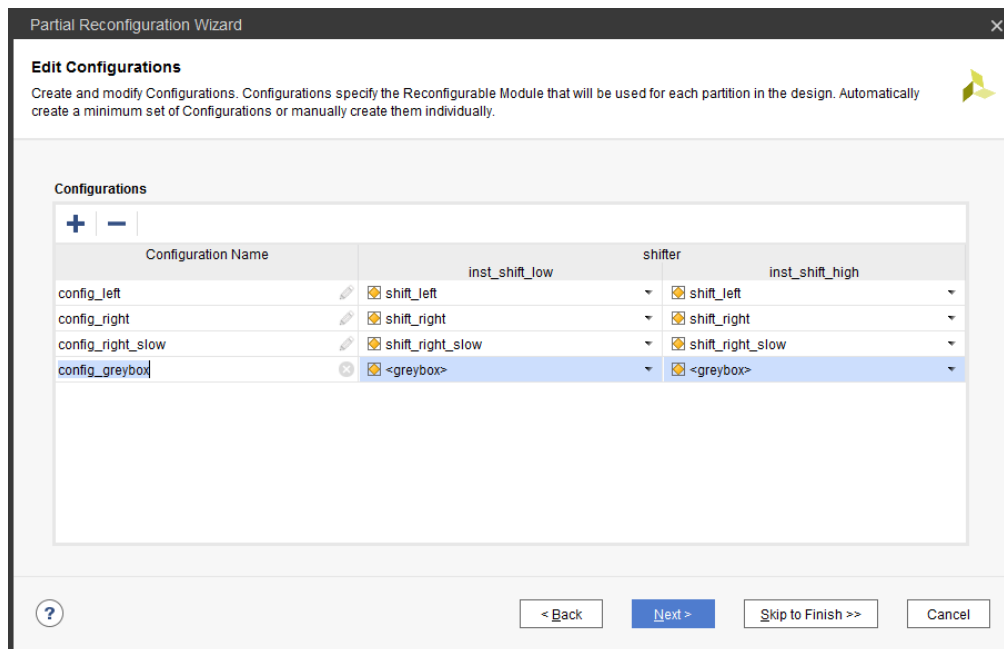 Partial Reconfiguration Wizard
Edit Configurations
Create and modify Configurations. Configurations specify the Reconfigurable Module that will be used for each partition in the design. Automatically
create a minimum set of Configurations or manually create them individually.
Configurations
Configuration Name shifter
inst_shift_low inst_shift_high
config_left shift_left shift_left
config_right shift_right shift_right
config_right_slow shift_right_slow shift_right_slow
config_greybox <greybox> <greybox>
? < Back Next > Skip to Finish >> Cancel